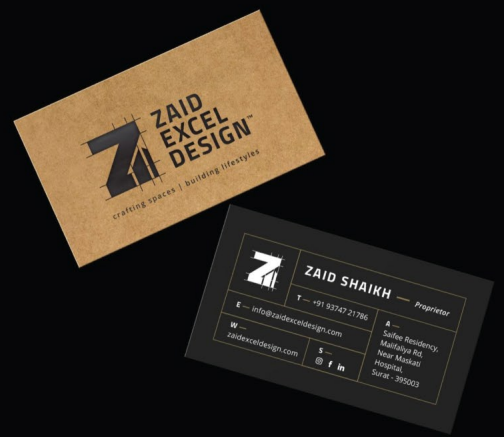 ZAID
EXCEL
DESIGN™
crafting spaces | building lifestyles
ZAID SHAIKH — Proprietor
T — +91 93747 21786
E — info@zaidexceldesign.com
W —
zaidexceldesign.com
S —
A —
Saifee Residency,
Malifaliya Rd,
Near Maskati
Hospital,
Surat - 395003